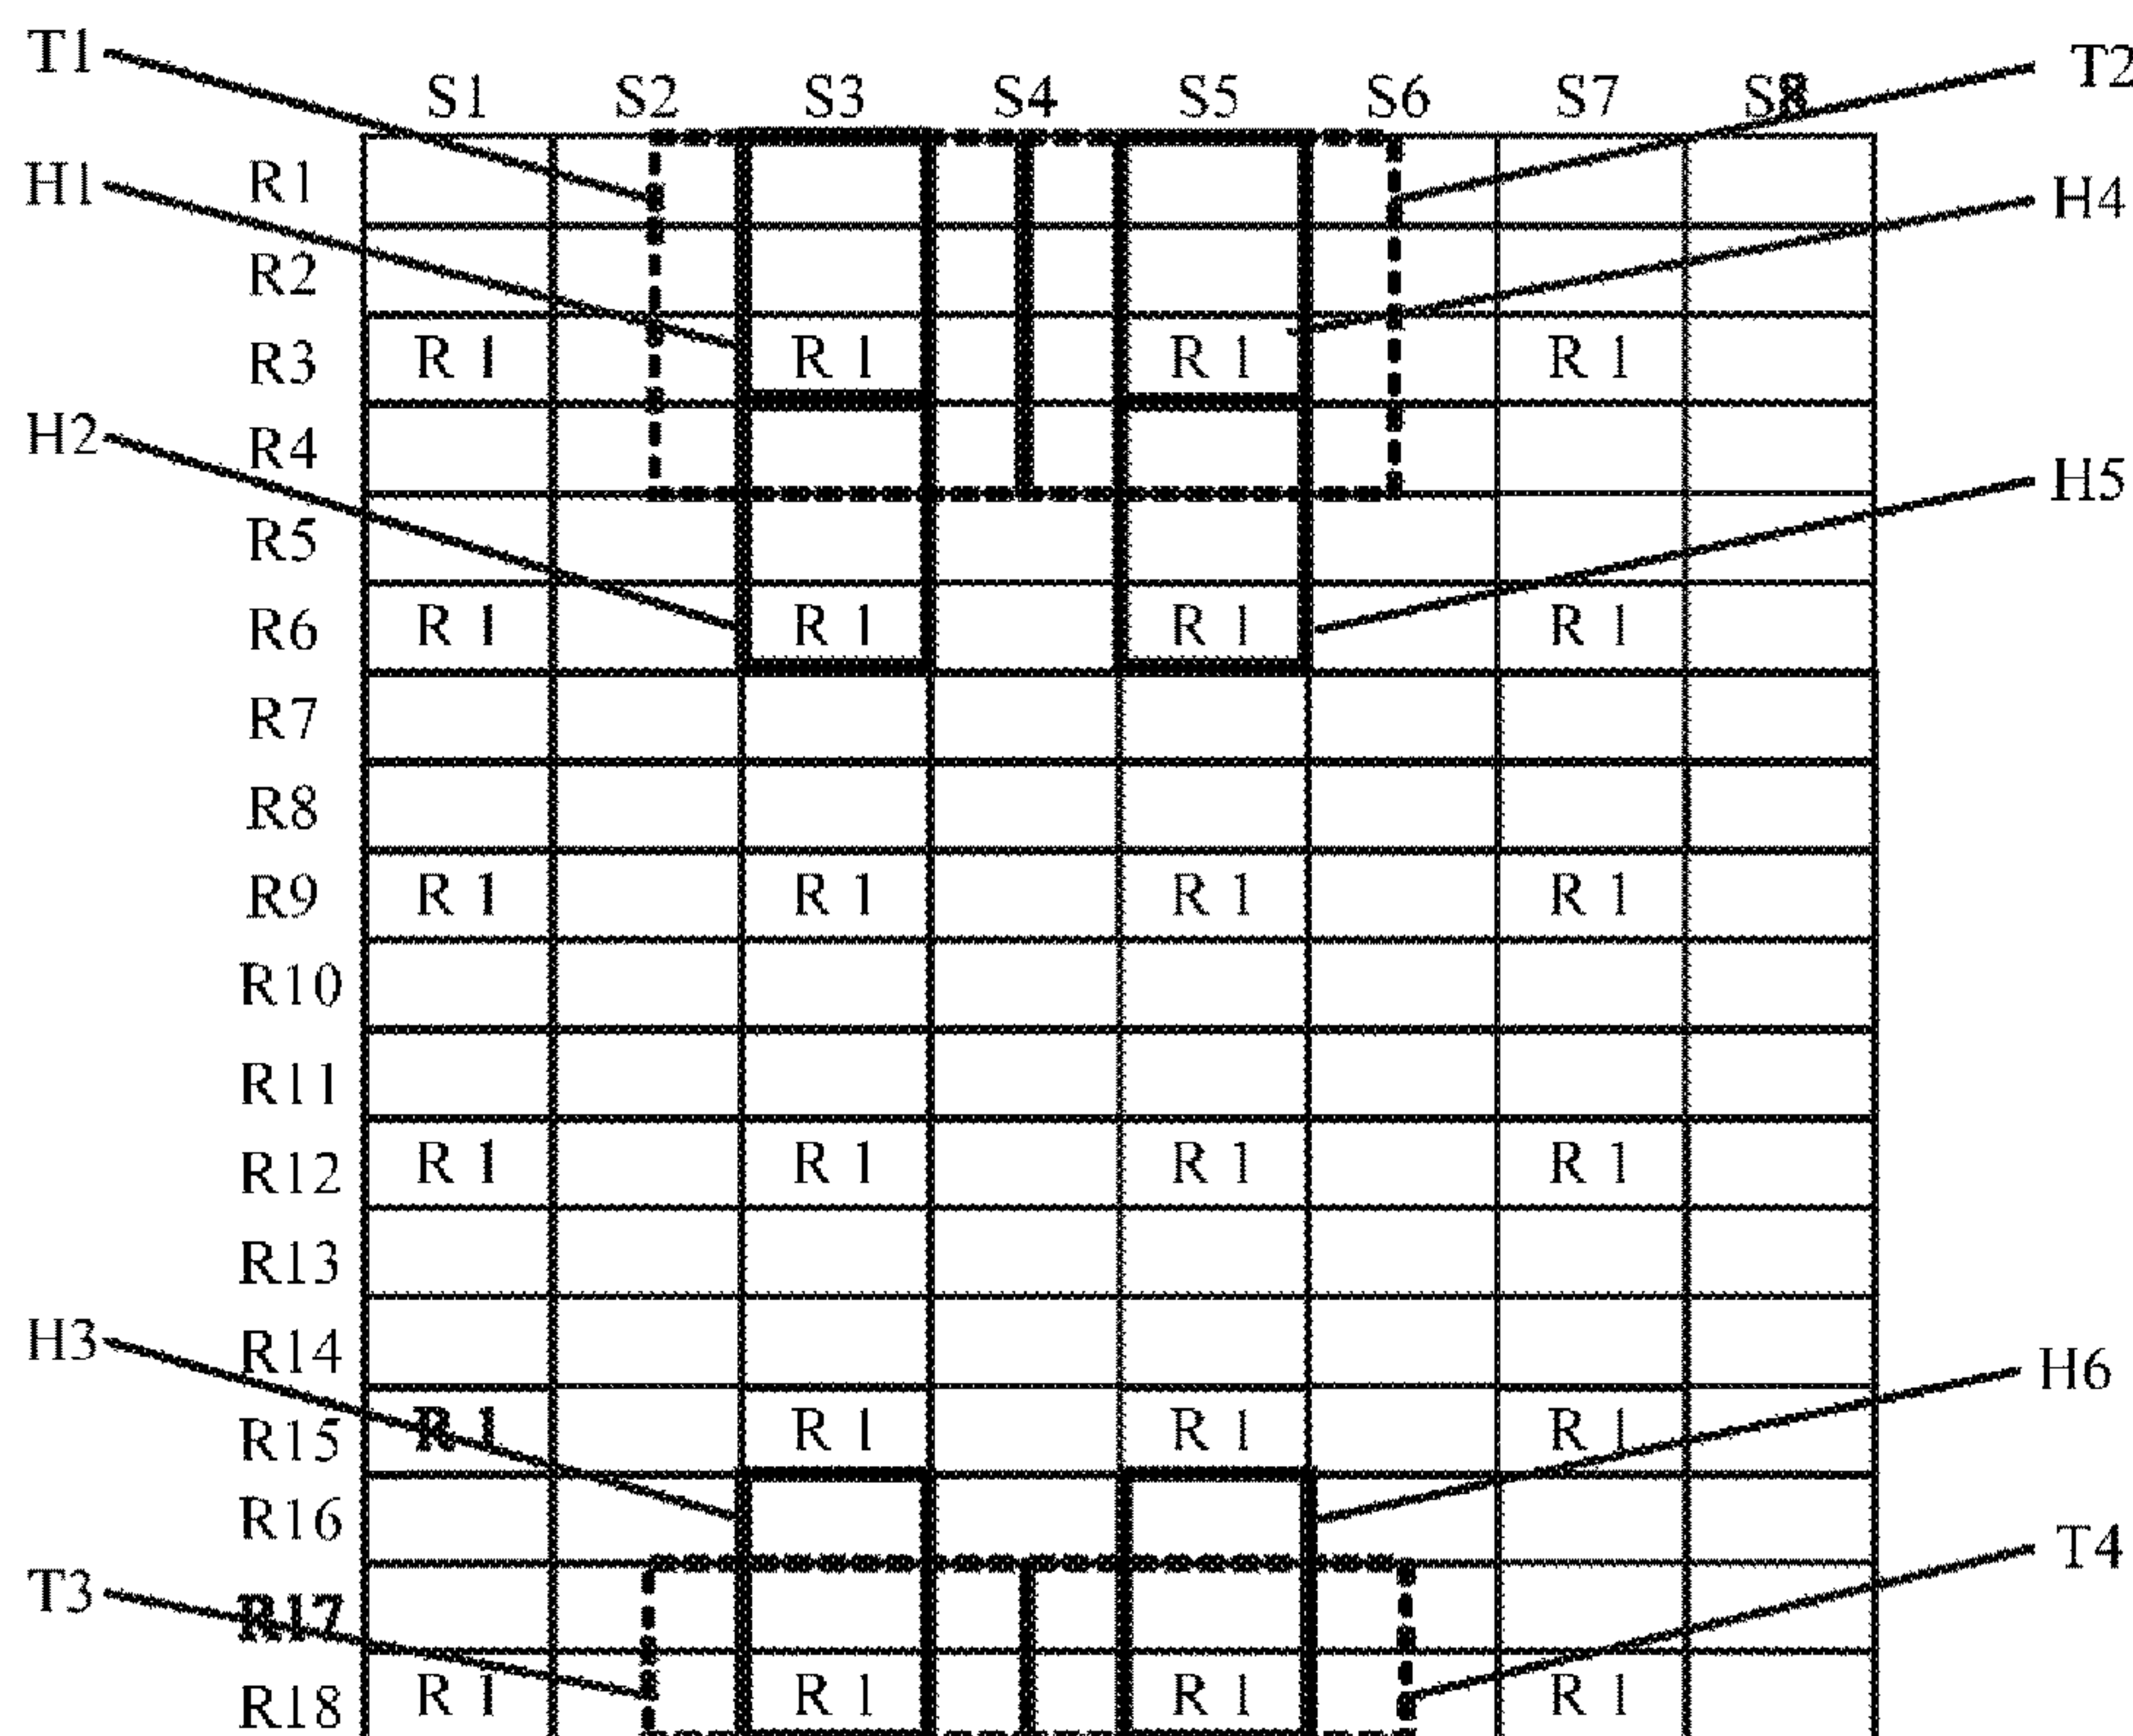 T1 T2
S1 S2 S3 S4 S5 S6 S7 S8
R1
H1 H4
R2
R3 R 1 R 1 R 1 R 1
H2 R4
H5
R5
R6 R 1 R 1 R 1 R 1
R7
R8
R9 R 1 R 1 R 1 R 1
R10
R11
R12 R 1 R 1 R 1 R 1
R13
H3 R14
H6
R15 R 1 R 1 R 1 R 1
R16
T4
T3 R17
R18 R 1 R 1 R 1 R 1